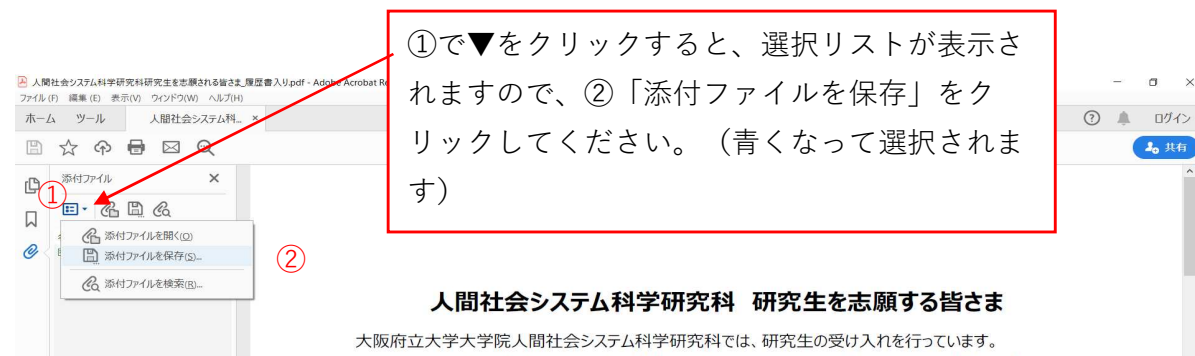 ①で▼をクリックすると、選択リストが表示さ
れますので、②「添付ファイルを保存」をク
リックしてください。（青くなって選択されま
す）
人間社会システム科学研究科研究生を志願される皆さま_履歴書入り.pdf - Adobe Acrobat Re
ファイル(F) 編集(E) 表示(V) ウィンドウ(W) ヘルプ(H)
ホーム ツール 人間社会システム科... × ログイン
共有
添付ファイル ×
①
添付ファイルを開く(O)
添付ファイルを保存(S)...
②
添付ファイルを検索(R)...
人間社会システム科学研究科 研究生を志願する皆さま
大阪府立大学大学院人間社会システム科学研究科では、研究生の受け入れを行っています。